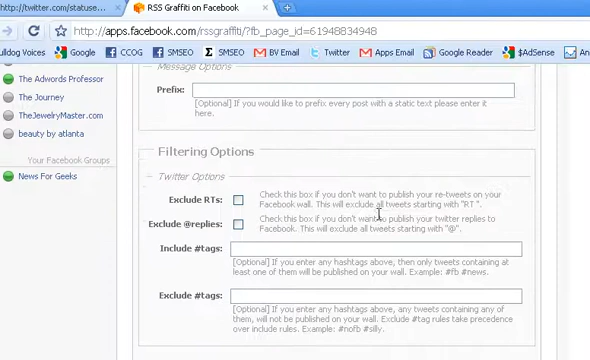 http://twitter.com/statuse...
RSS Graffiti on Facebook
http://apps.facebook.com/rssgraffiti/?fb_page_id=61948834948
Bulldog Voices Google CCOG SMSEO SMSEO BV Email Twitter Apps Email Google Reader $AdSense
The Adwords Professor
The Journey
TheJewelryMaster.com
beauty by atlanta
Your Facebook Groups
News For Geeks
Message Options
Prefix:
[Optional] If you would like to prefix every post with a static text please enter it
here.
Filtering Options
Twitter Options
Exclude RTs:
Check this box if you don't want to publish your re-tweets on your
Facebook wall. This will exclude all tweets starting with "RT ".
Exclude @replies:
Check this box if you don't want to publish your twitter replies to
Facebook. This will exclude all tweets starting with "@".
Include #tags:
[Optional] If you enter any hashtags above, then only tweets containing at
least one of them will be published on your wall. Example: #fb #news.
Exclude #tags:
[Optional] If you enter any hashtags above, any tweets containing any of
them, will not be published on your wall. Exclude #tag rules take precedence
over include rules. Example: #nofb #silly.